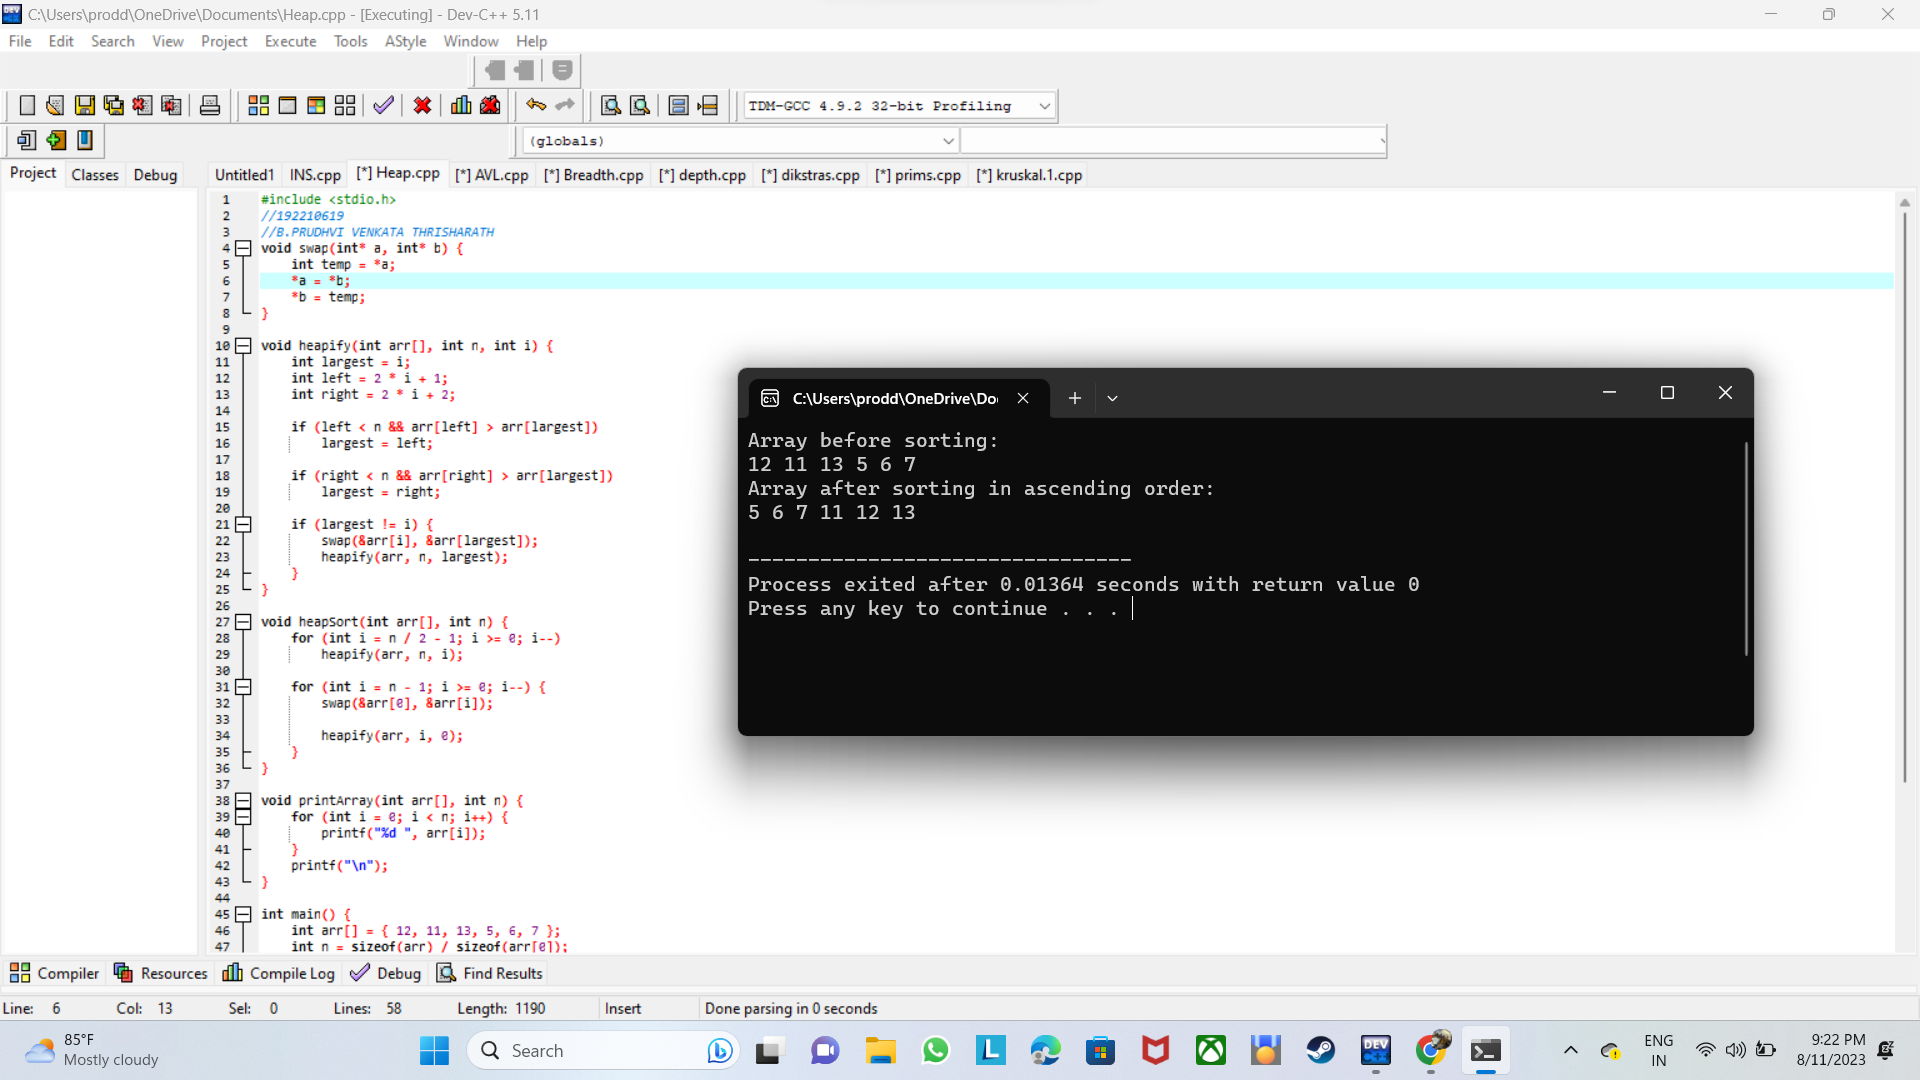 C:\Users\prodd\OneDrive\Documents\Heap.cpp - [Executing] - Dev-C++ 5.11
File Edit Search View Project Execute Tools AStyle Window Help
TDM-GCC 4.9.2 32-bit Profiling
(globals)
Project Classes Debug
Untitled1 INS.cpp [*] Heap.cpp [*] AVL.cpp [*] Breadth.cpp [*] depth.cpp [*] dikstras.cpp [*] prims.cpp [*] kruskal.1.cpp
1 #include <stdio.h>
2 //192210619
3 //B.PRUDHVI VENKATA THRISHARATH
4 void swap(int* a, int* b) {
5 int temp = *a;
6 *a = *b;
7 *b = temp;
8 }
9
10 void heapify(int arr[], int n, int i) {
11 int largest = i;
12 int left = 2 * i + 1;
13 int right = 2 * i + 2;
14
15 if (left < n && arr[left] > arr[largest])
16 largest = left;
17
18 if (right < n && arr[right] > arr[largest])
19 largest = right;
20
21 if (largest != i) {
22 swap(&arr[i], &arr[largest]);
23 heapify(arr, n, largest);
24 }
25 }
26
27 void heapSort(int arr[], int n) {
28 for (int i = n / 2 - 1; i >= 0; i--)
29 heapify(arr, n, i);
30
31 for (int i = n - 1; i >= 0; i--) {
32 swap(&arr[0], &arr[i]);
33
34 heapify(arr, i, 0);
35 }
36 }
37
38 void printArray(int arr[], int n) {
39 for (int i = 0; i < n; i++) {
40 printf("%d ", arr[i]);
41 }
42 printf("\n");
43 }
44
45 int main() {
46 int arr[] = { 12, 11, 13, 5, 6, 7 };
47 int n = sizeof(arr) / sizeof(arr[0]);
C:\Users\prodd\OneDrive\Do
Array before sorting:
12 11 13 5 6 7
Array after sorting in ascending order:
5 6 7 11 12 13
--------------------------------
Process exited after 0.01364 seconds with return value 0
Press any key to continue . . .
Compiler Resources Compile Log Debug Find Results
Line: 6 Col: 13 Sel: 0 Lines: 58 Length: 1190 Insert Done parsing in 0 seconds
85°F
Mostly cloudy
Search
DEV C++
ENG
IN
9:22 PM
8/11/2023